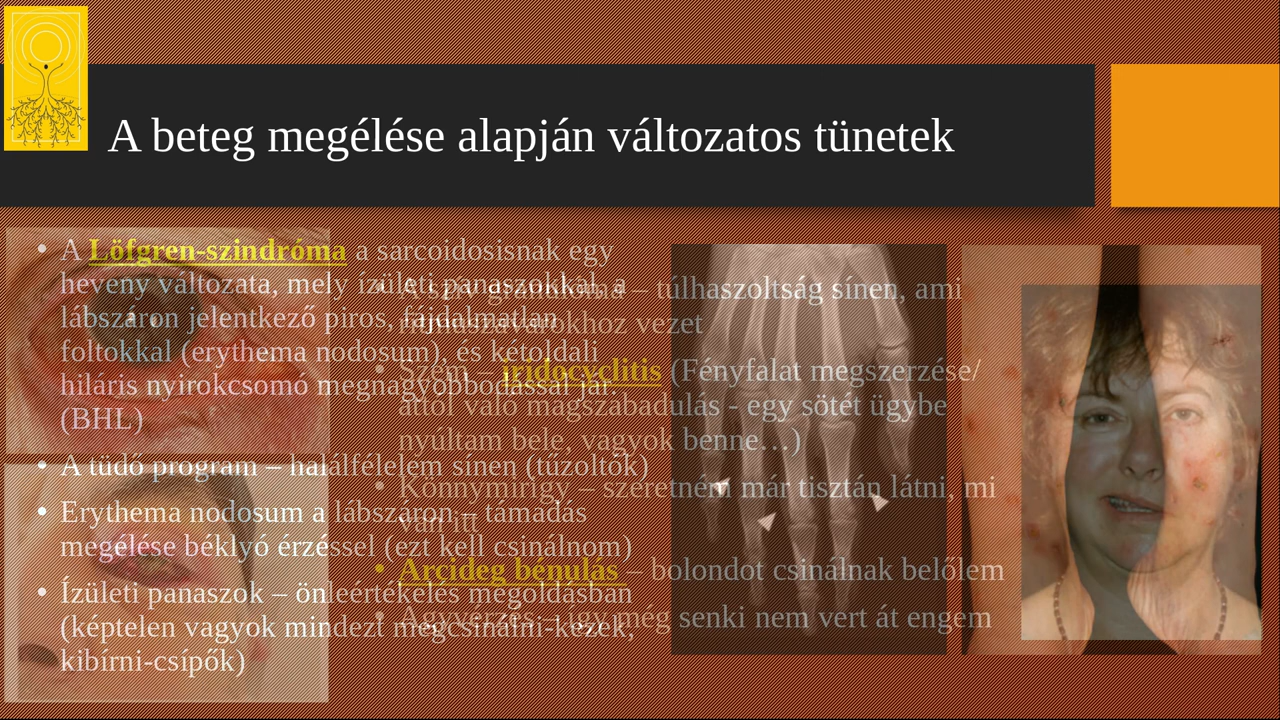 A beteg megélése alapján változatos tünetek
• A Löfgren-szindróma a sarcoidosisnak egy
heveny változata, mely ízületi panaszokkal, a
lábszáron jelentkező piros, fájdalmatlan
foltokkal (erythema nodosum), és kétoldali
hiláris nyirokcsomó megnagyobbodással jár.
(BHL)
• A tüdő program – halálfélelem sínen (tűzoltók)
• Erythema nodosum a lábszáron – támadás
megélése béklyó érzéssel (ezt kell csinálnom)
• Ízületi panaszok – önleértékelés megoldásban
(képtelen vagyok mindezt megcsinálni-kezek,
kibírni-csípők)
• A szív granulóma – túlhaszoltság sínen, ami
ritmuszavarokhoz vezet
• Szem – iridocyclitis (Fényfalat megszerzése/
attól való magszabadulás - egy sötét ügybe
nyúltam bele, vagyok benne…)
• Könnymirigy – szeretném már tisztán látni, mi
van itt
• Arcideg bénulás – bolondot csinálnak belőlem
• Agyvérzés – így még senki nem vert át engem